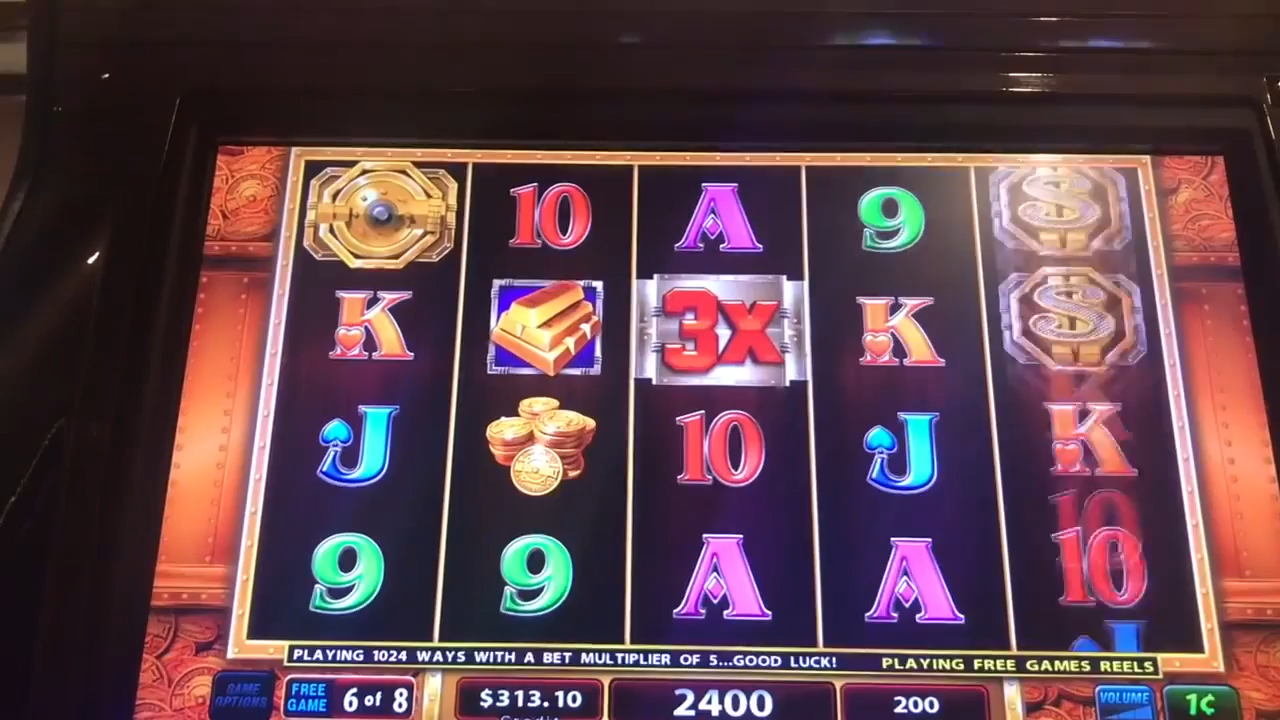 10 A 9 $
K 3X K $
J 10 J K
9 9 A A 10
J
PLAYING 1024 WAYS WITH A BET MULTIPLIER OF 5...GOOD LUCK! PLAYING FREE GAMES REELS
GAME OPTIONS FREE GAME 6 of 8 $313.10 2400 200 VOLUME 1¢
Credit